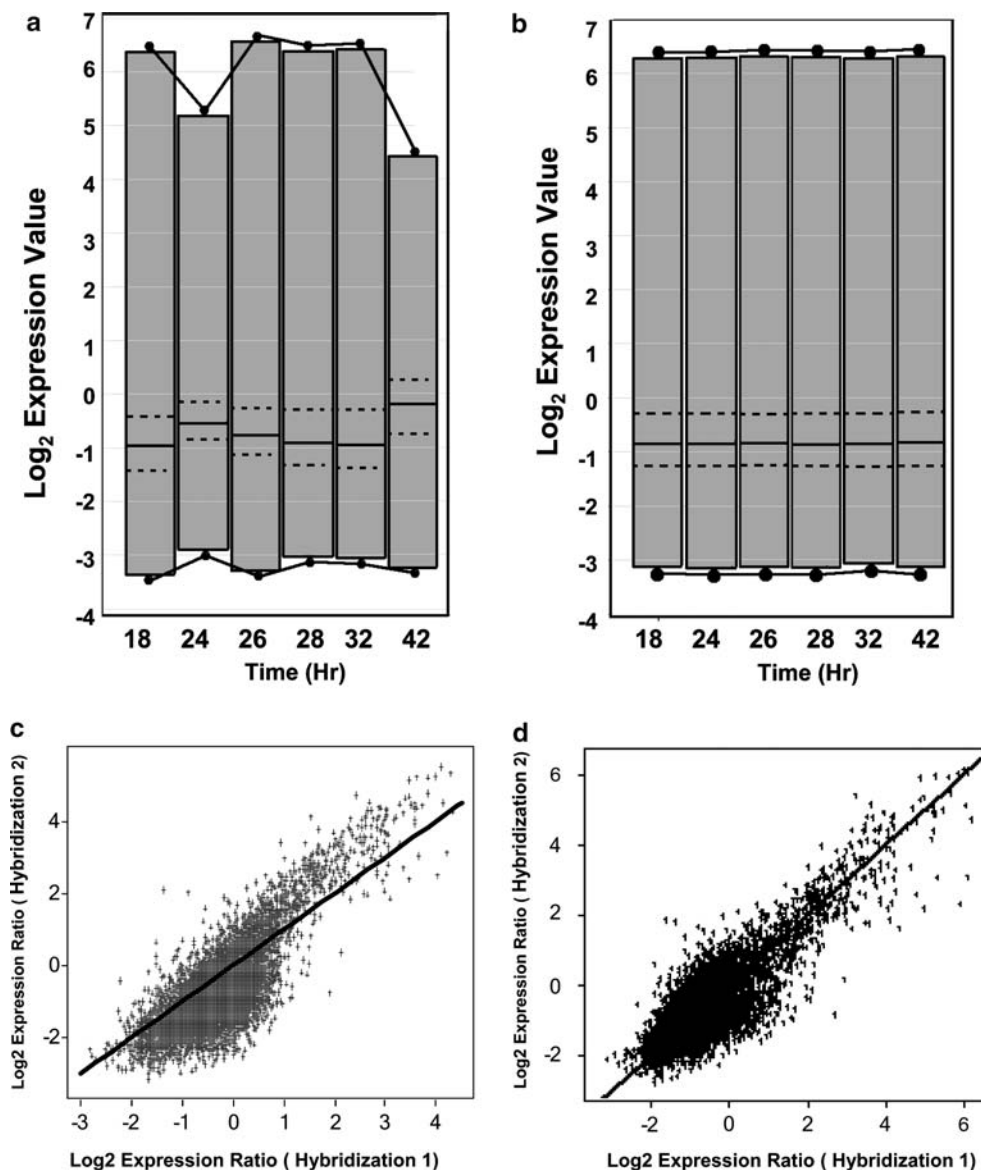 a
7
6
5
4
3
2
1
0
-1
-2
-3
-4
Log2 Expression Value
18 24 26 28 32 42
Time (Hr)
b
7
6
5
4
3
2
1
0
-1
-2
-3
-4
Log2 Expression Value
18 24 26 28 32 42
Time (Hr)
c
Log2 Expression Ratio ( Hybridization 2)
4
2
0
-2
-3 -2 -1 0 1 2 3 4
Log2 Expression Ratio ( Hybridization 1)
d
Log2 Expression Ratio ( Hybridization 2)
6
4
2
0
-2
-2 0 2 4 6
Log2 Expression Ratio ( Hybridization 1)